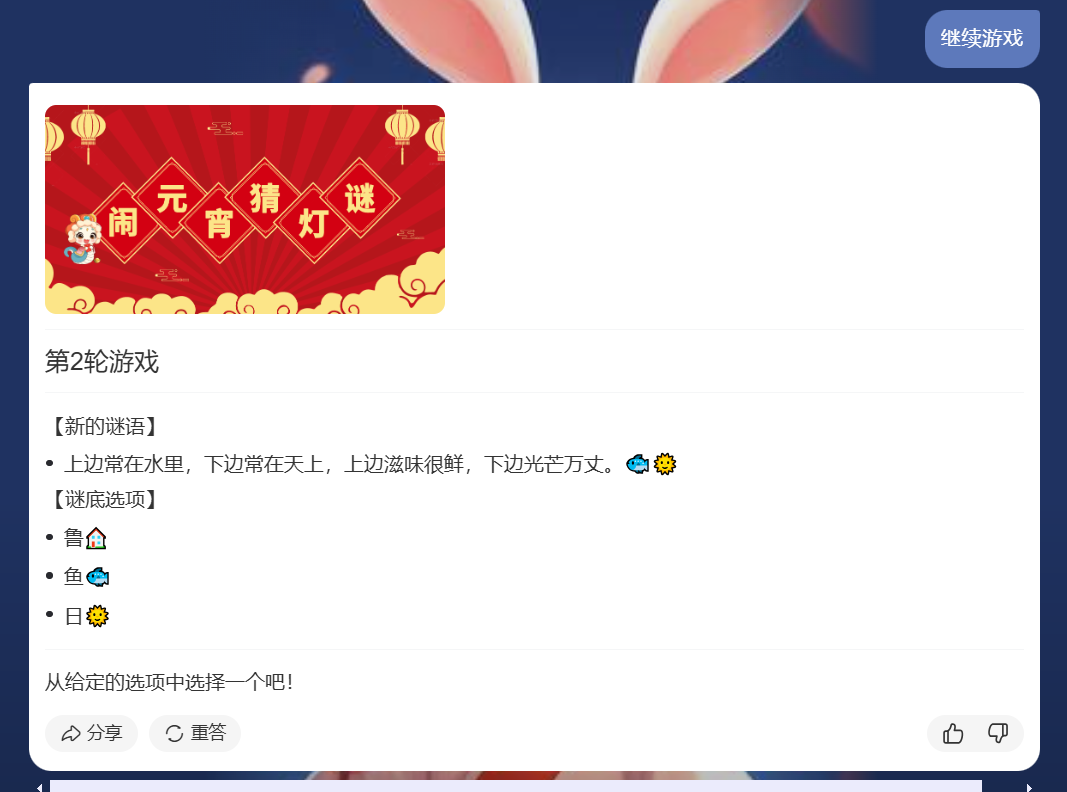 继续游戏
闹元宵猜灯谜
第2轮游戏
【新的谜语】
• 上边常在水里，下边常在天上，上边滋味很鲜，下边光芒万丈。🐟🌞
【谜底选项】
• 鲁🏠
• 鱼🐟
• 日🌞
从给定的选项中选择一个吧！
分享 重答